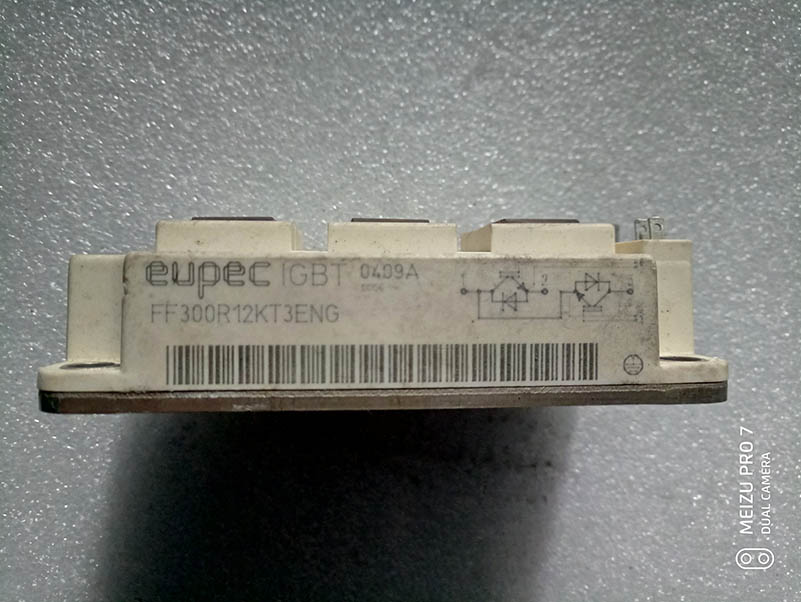 eupec IGBT 0409A
FF300R12KT3ENG
MEIZU PRO 7
DUAL CAMERA